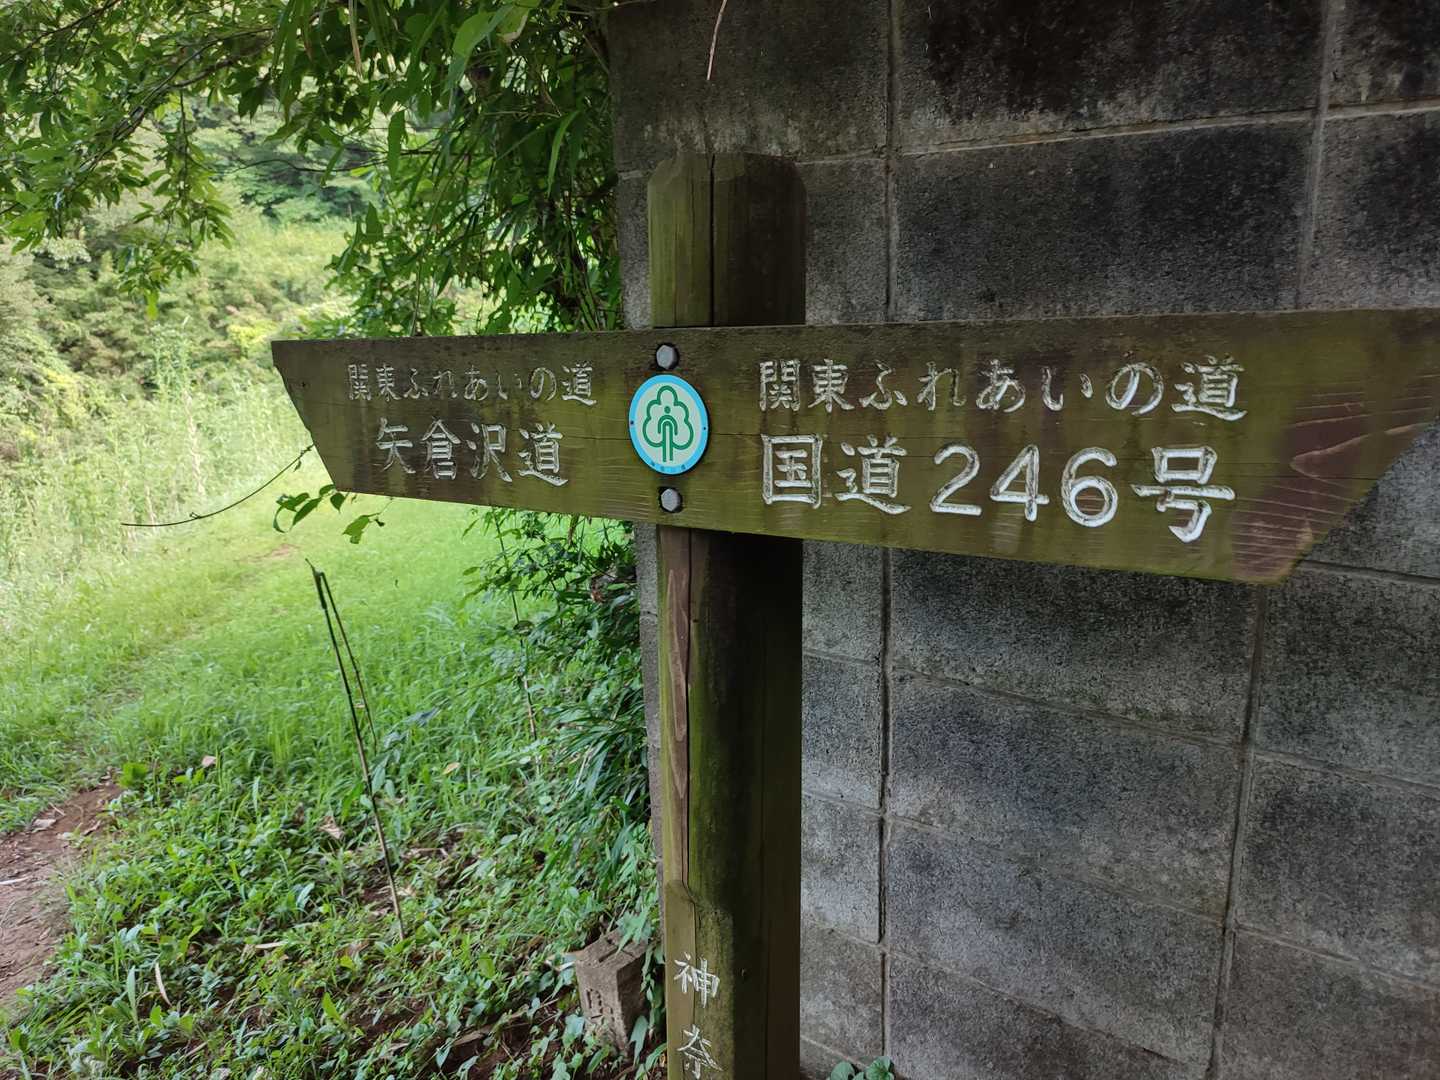 関東ふれあいの道
矢倉沢道
関東ふれあいの道
国道246号
神奈